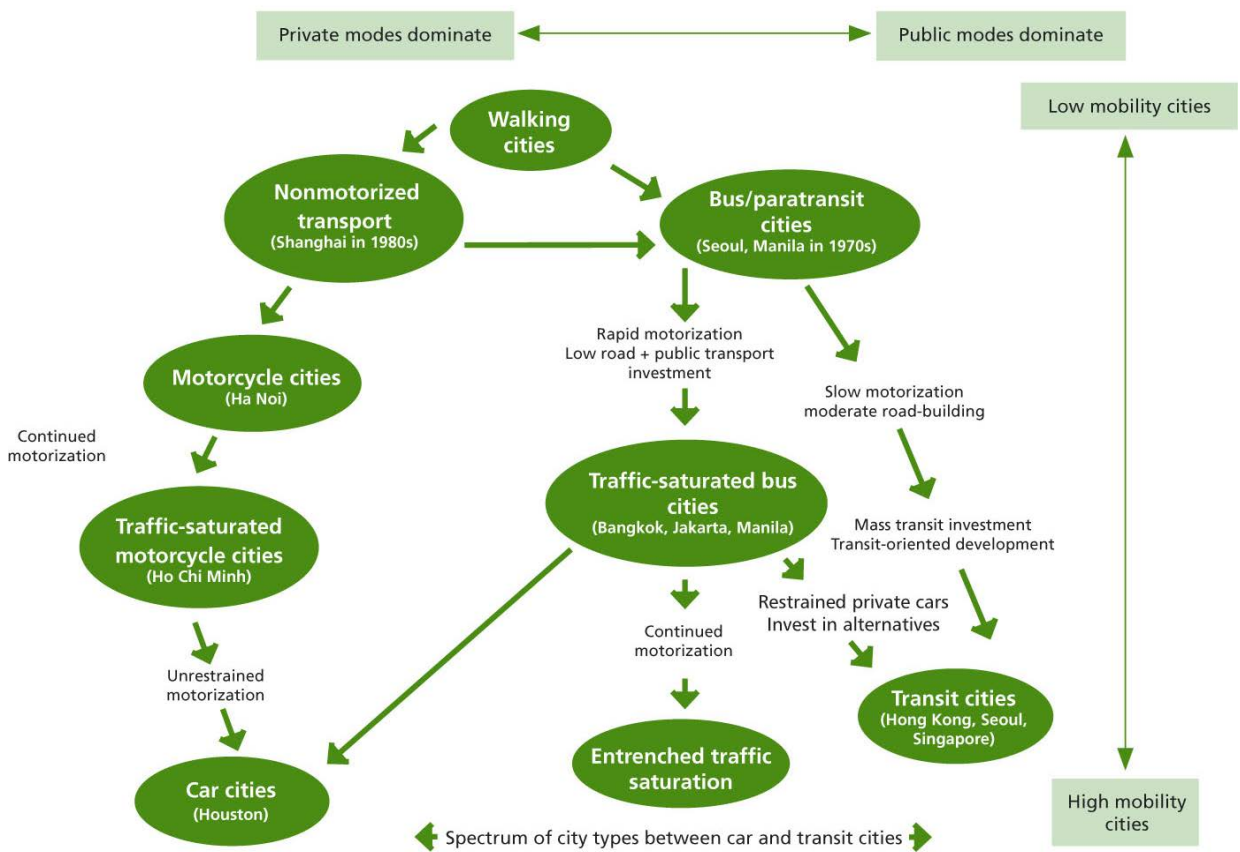 Private modes dominate
Public modes dominate
Low mobility cities
Walking
cities
Nonmotorized
transport
(Shanghai in 1980s)
Bus/paratransit
cities
(Seoul, Manila in 1970s)
Rapid motorization
Low road + public transport
investment
Motorcycle cities
(Ha Noi)
Slow motorization
moderate road-building
Continued
motorization
Traffic-saturated bus
cities
(Bangkok, Jakarta, Manila)
Traffic-saturated
motorcycle cities
(Ho Chi Minh)
Mass transit investment
Transit-oriented development
Restrained private cars
Invest in alternatives
Continued
motorization
Unrestrained
motorization
Transit cities
(Hong Kong, Seoul,
Singapore)
Entrenched traffic
saturation
Car cities
(Houston)
High mobility
cities
Spectrum of city types between car and transit cities